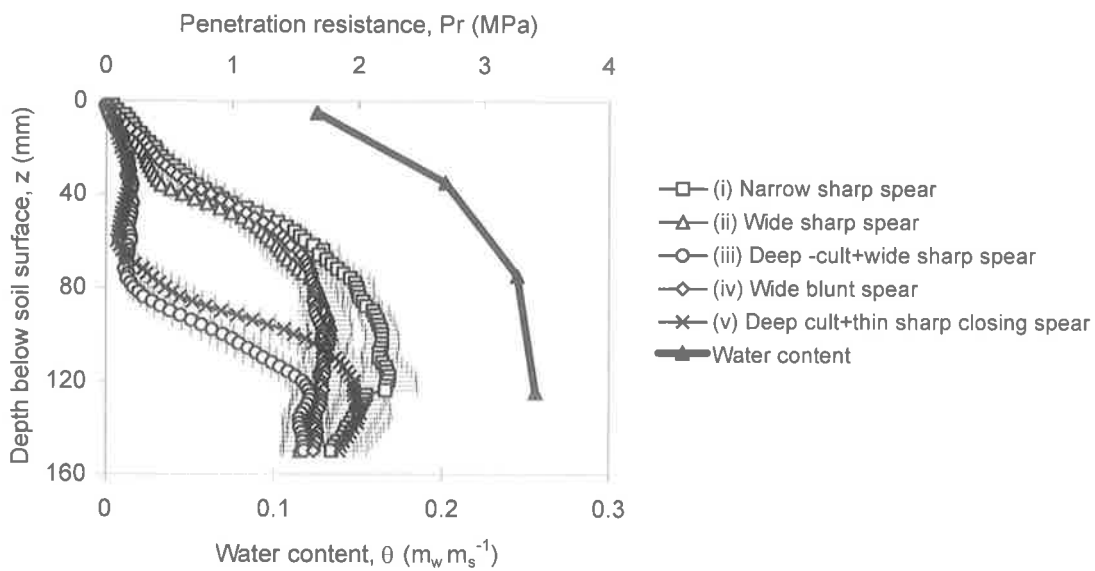 Penetration resistance, Pr (MPa)
0 1 2 3 4
0
40
80
120
160
Depth below soil surface, z (mm)
0 0.1 0.2 0.3
Water content, θ (m_w m_s^-1)
(i) Narrow sharp spear
(ii) Wide sharp spear
(iii) Deep -cult+wide sharp spear
(iv) Wide blunt spear
(v) Deep cult+thin sharp closing spear
Water content